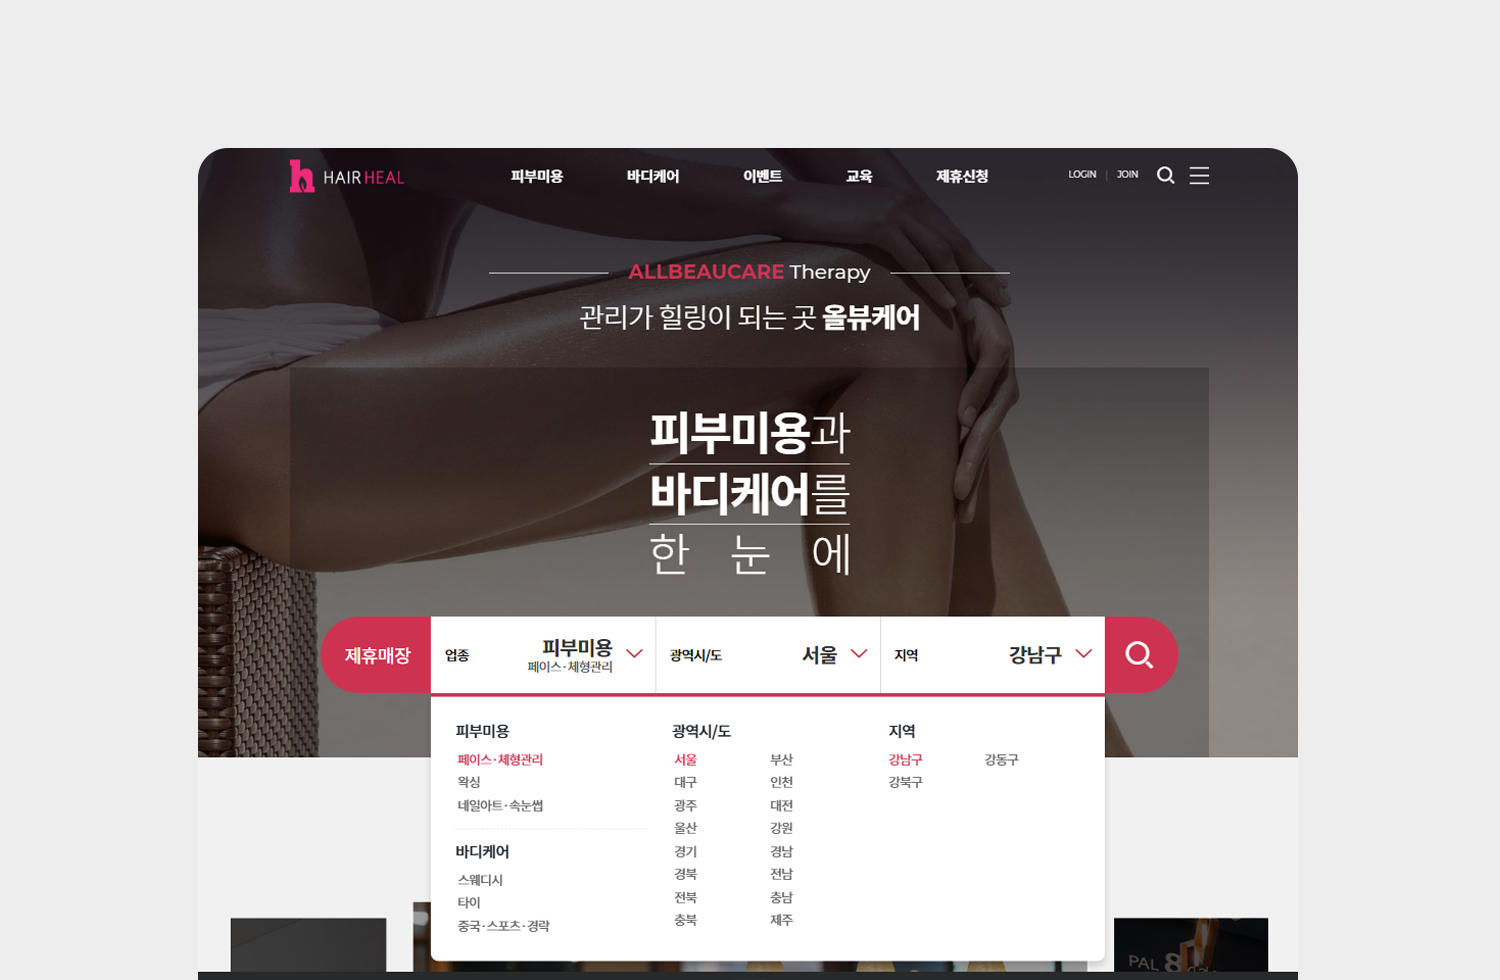 HAIR HEAL
피부미용 바디케어 이벤트 교육 제휴신청
LOGIN | JOIN
ALLBEAUCARE Therapy
관리가 힐링이 되는 곳 올뷰케어
피부미용과
바디케어를
한 눈 에
제휴매장
업종 피부미용
페이스·체형관리
광역시/도 서울
지역 강남구
피부미용
페이스·체형관리
왁싱
네일아트·속눈썹
바디케어
스웨디시
타이
중국·스포츠·경락
광역시/도
서울 부산
대구 인천
광주 대전
울산 강원
경기 경남
경북 전남
전북 충남
충북 제주
지역
강남구 강동구
강북구
PAL 8